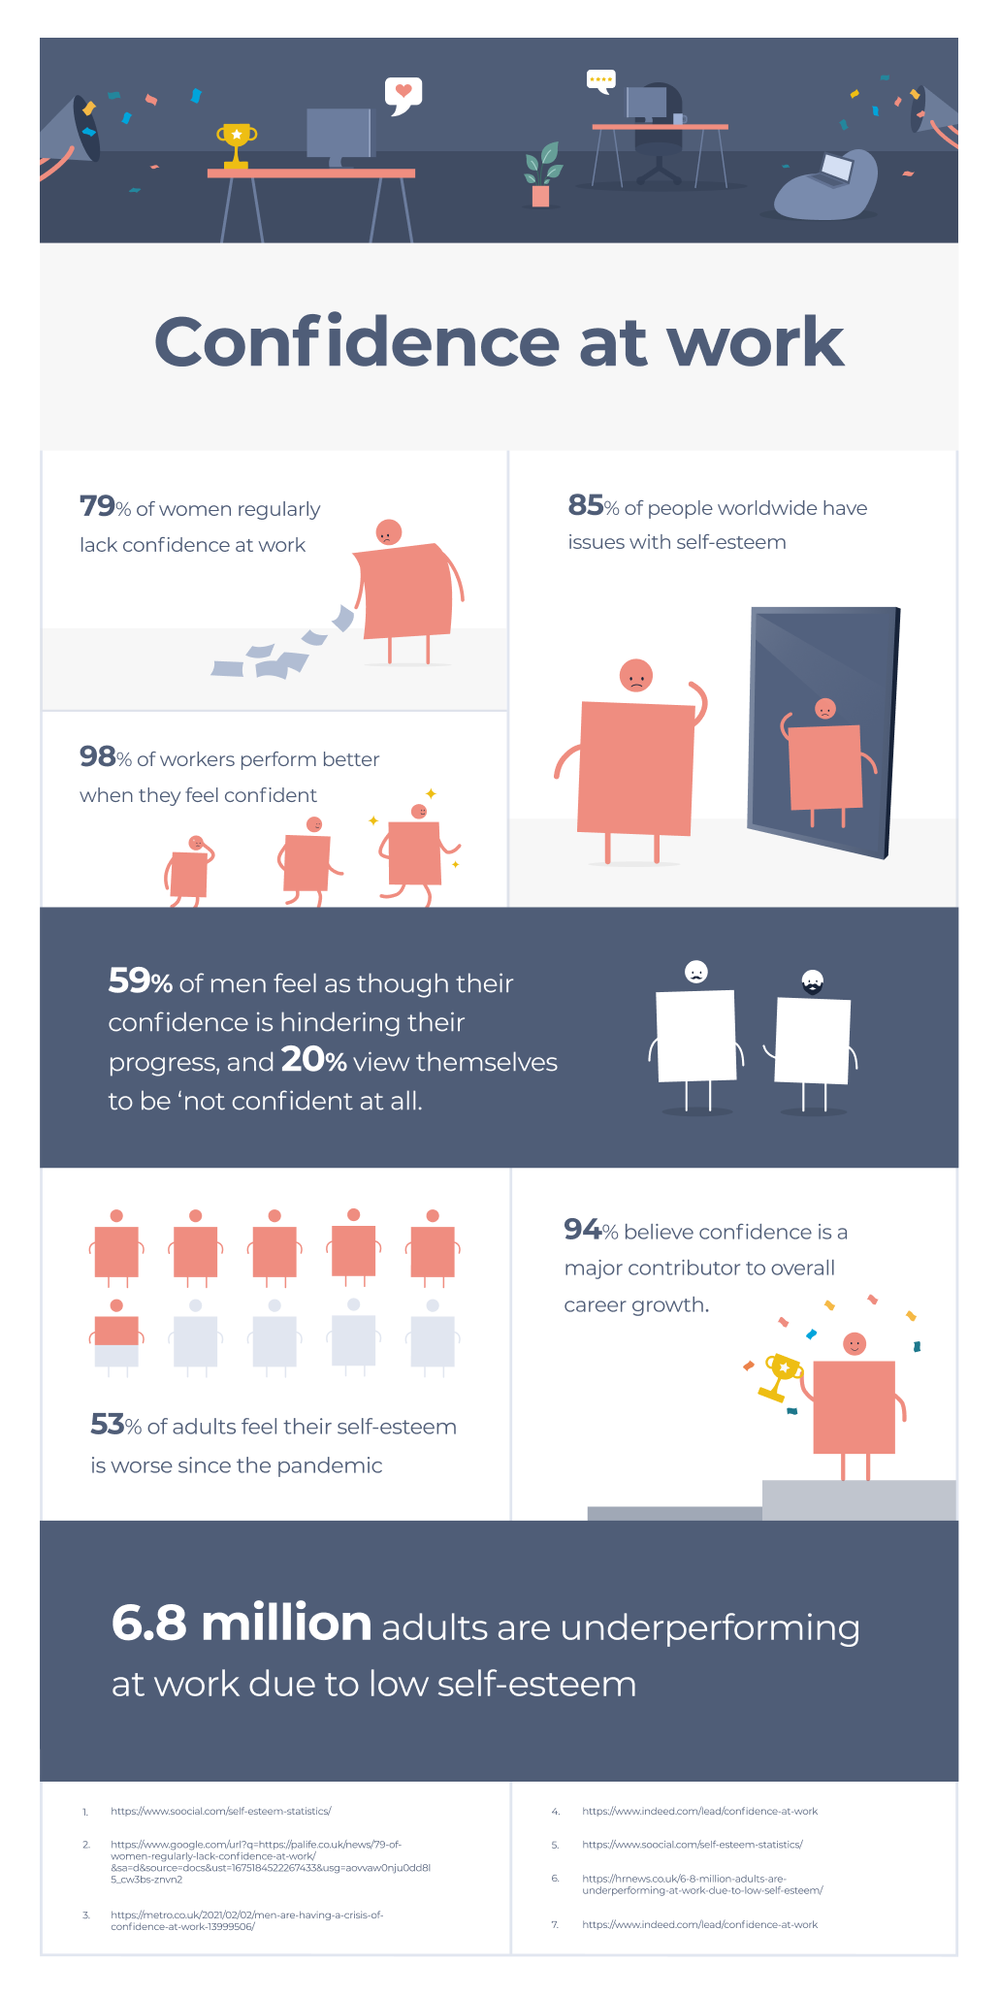 Confidence at work
79% of women regularly
lack confidence at work
85% of people worldwide have
issues with self-esteem
98% of workers perform better
when they feel confident
59% of men feel as though their
confidence is hindering their
progress, and 20% view themselves
to be ‘not confident at all.
53% of adults feel their self-esteem
is worse since the pandemic
94% believe confidence is a
major contributor to overall
career growth.
6.8 million adults are underperforming
at work due to low self-esteem
1. https://www.soocial.com/self-esteem-statistics/
2. https://www.google.com/url?q=https://palife.co.uk/news/79-of-
women-regularly-lack-confidence-at-work/
&sa=d&source=docs&ust=1675184522267433&usg=aovvaw0nju0dd8l
5_cw3bs-znvn2
3. https://metro.co.uk/2021/02/02/men-are-having-a-crisis-of-
confidence-at-work-13999506/
4. https://www.indeed.com/lead/confidence-at-work
5. https://www.soocial.com/self-esteem-statistics/
6. https://hrnews.co.uk/6-8-million-adults-are-
underperforming-at-work-due-to-low-self-esteem/
7. https://www.indeed.com/lead/confidence-at-work